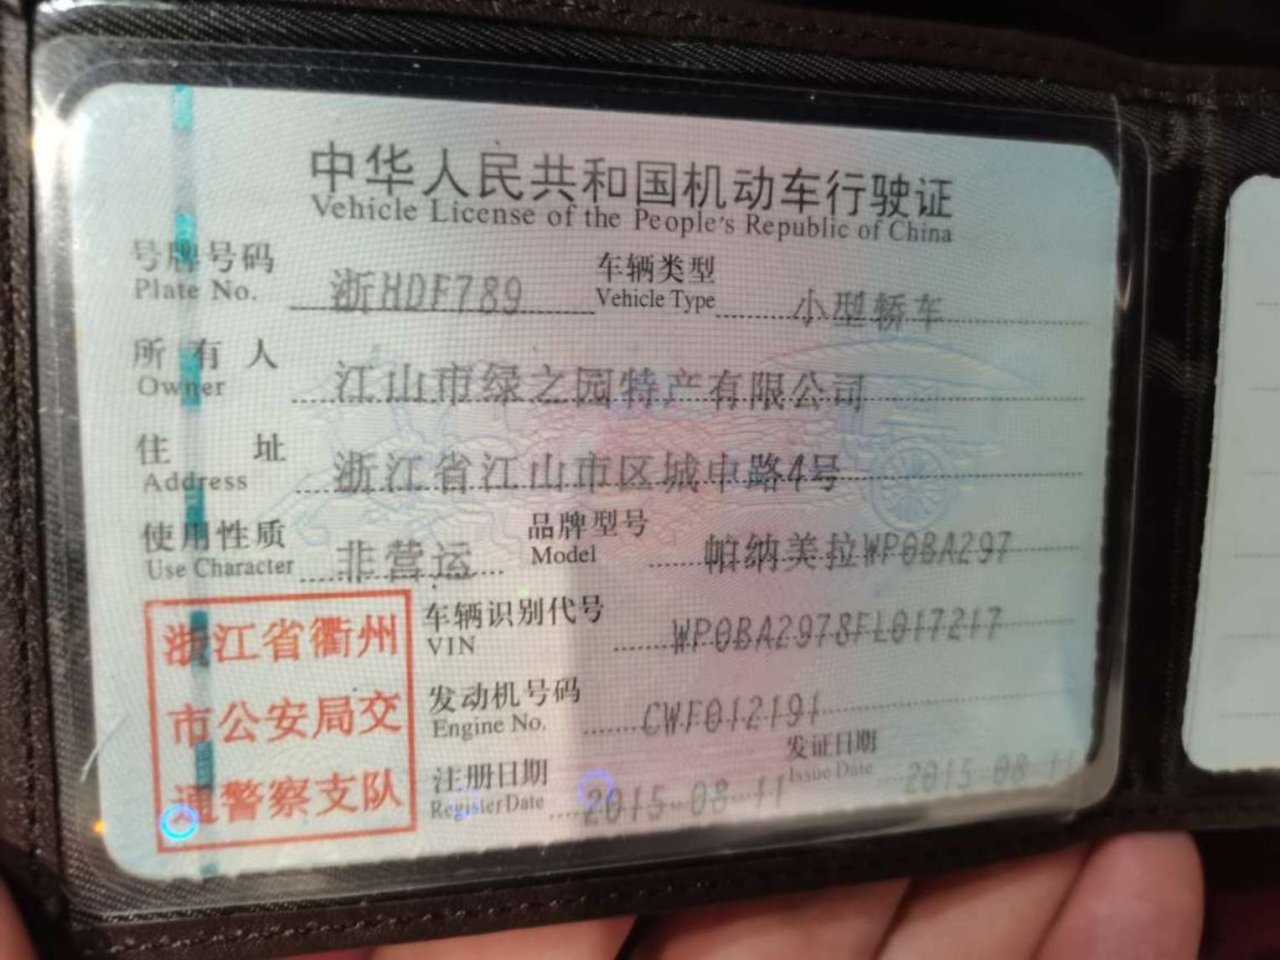 中华人民共和国机动车行驶证
Vehicle License of the People's Republic of China
号牌号码 浙HDF789 车辆类型 小型轿车
Plate No. Vehicle Type
所有人 江山市绿之园特产有限公司
Owner
住址 浙江省江山市区城中路4号
Address
使用性质 非营运 品牌型号 帕纳美拉WP0BA297
Use Character Model
车辆识别代号 WP0BA2978FL017217
VIN
发动机号码 CWF012191
Engine No.
注册日期 2015-08-11 发证日期 2015-08-11
Register Date Issue Date
浙江省衢州
市公安局交
通警察支队